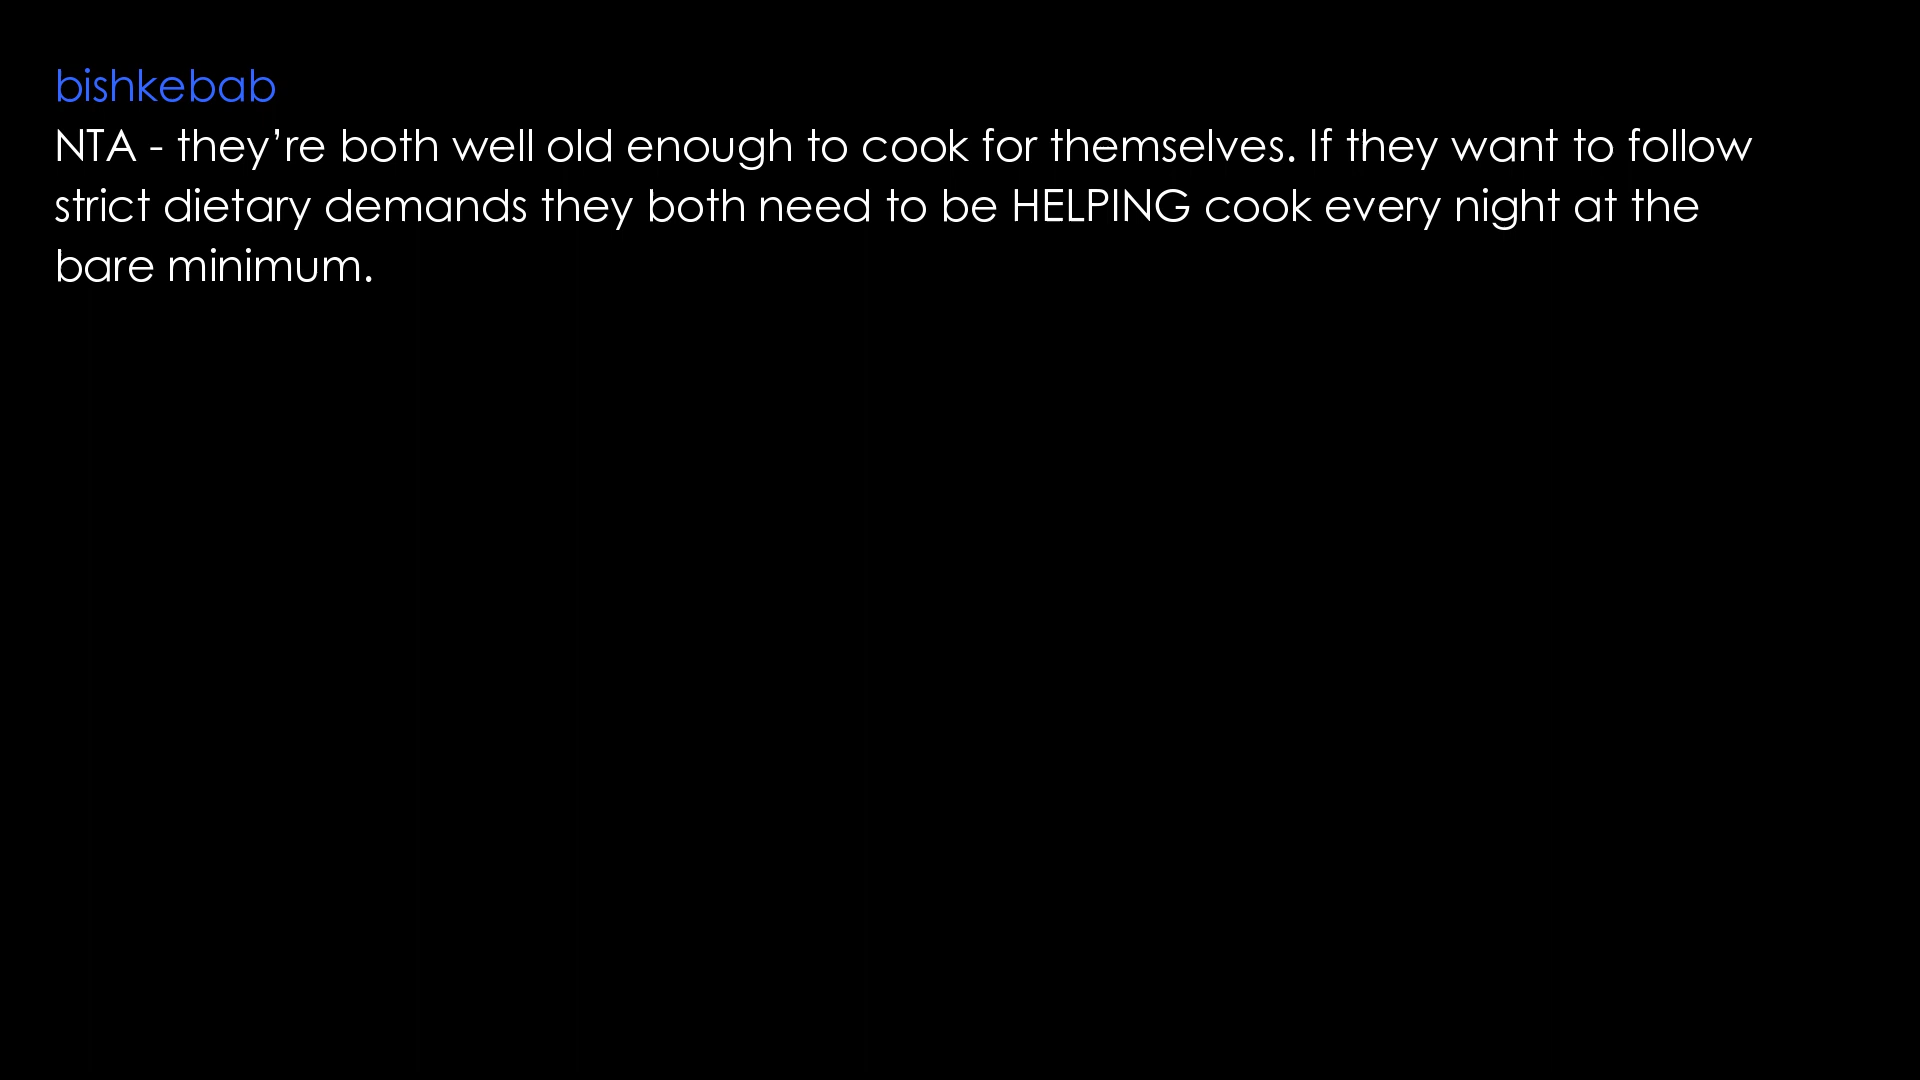 bishkebab
NTA - they’re both well old enough to cook for themselves. If they want to follow
strict dietary demands they both need to be HELPING cook every night at the
bare minimum.